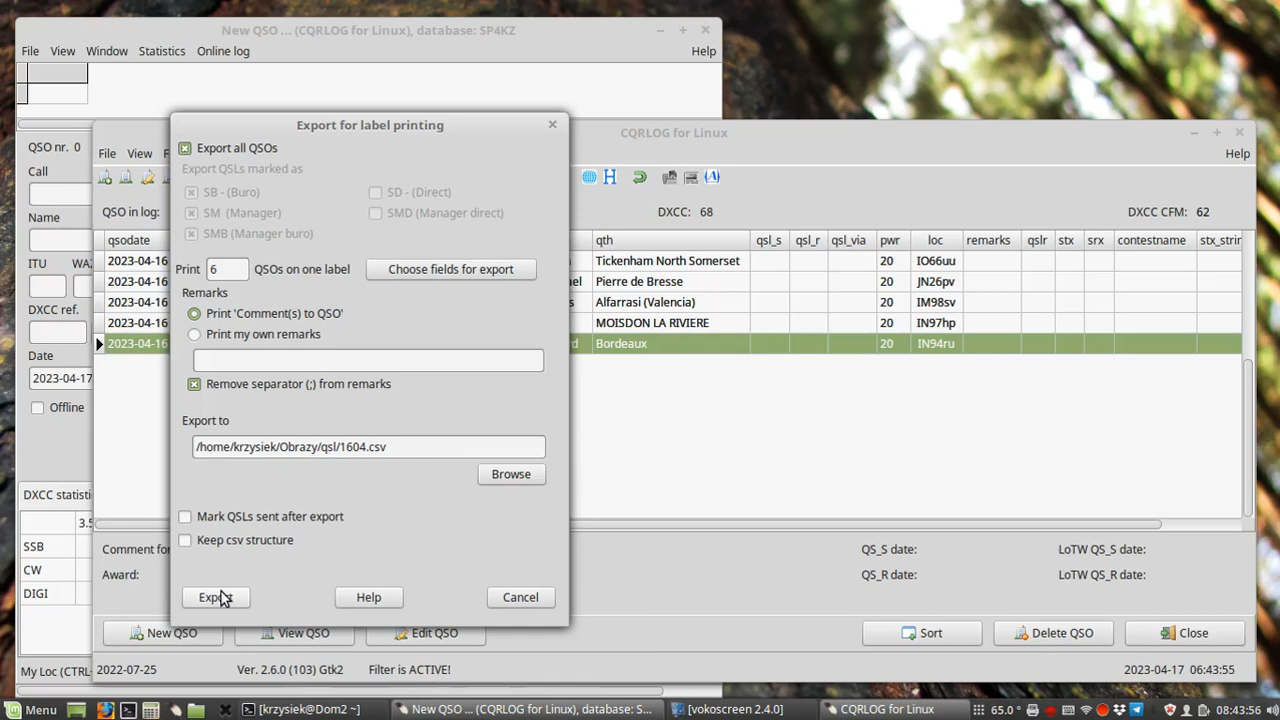 New QSO ... (CQRLOG for Linux), database: SP4KZ
File View Window Statistics Online log Help
QSO nr. 0
Call
Name
ITU
DXCC ref.
Date
2023-04-17
Offline
DXCC statisti
3.5
SSB
CW
DIGI
CQRLOG for Linux
File View Help
QSO in log: DXCC: 68 DXCC CFM: 62
qsodate qth qsl_s qsl_r qsl_via pwr loc remarks qslr stx srx contestname stx_strin
2023-04-16 Tickenham North Somerset 20 IO66uu
2023-04-16 Pierre de Bresse 20 JN26pv
2023-04-16 Alfarrasi (Valencia) 20 IM98sv
2023-04-16 MOISDON LA RIVIERE 20 IN97hp
2023-04-16 Bordeaux 20 IN94ru
Comment for QS_S date: LoTW QS_S date:
Award: QS_R date: LoTW QS_R date:
New QSO View QSO Edit QSO Sort Delete QSO Close
My Loc (CTRL+
2022-07-25 Ver. 2.6.0 (103) Gtk2 Filter is ACTIVE! 2023-04-17 06:43:55
Export for label printing
Export all QSOs
Export QSLs marked as
SB - (Buro) SD - (Direct)
SM (Manager) SMD (Manager direct)
SMB (Manager buro)
Print 6 QSOs on one label Choose fields for export
Remarks
Print 'Comment(s) to QSO'
Print my own remarks
Remove separator (;) from remarks
Export to
/home/krzysiek/Obrazy/qsl/1604.csv
Browse
Mark QSLs sent after export
Keep csv structure
Export Help Cancel
Menu [krzysiek@Dom2 ~] New QSO ... (CQRLOG for Linux), database: S... [vokoscreen 2.4.0] CQRLOG for Linux 65.0° 08:43:56